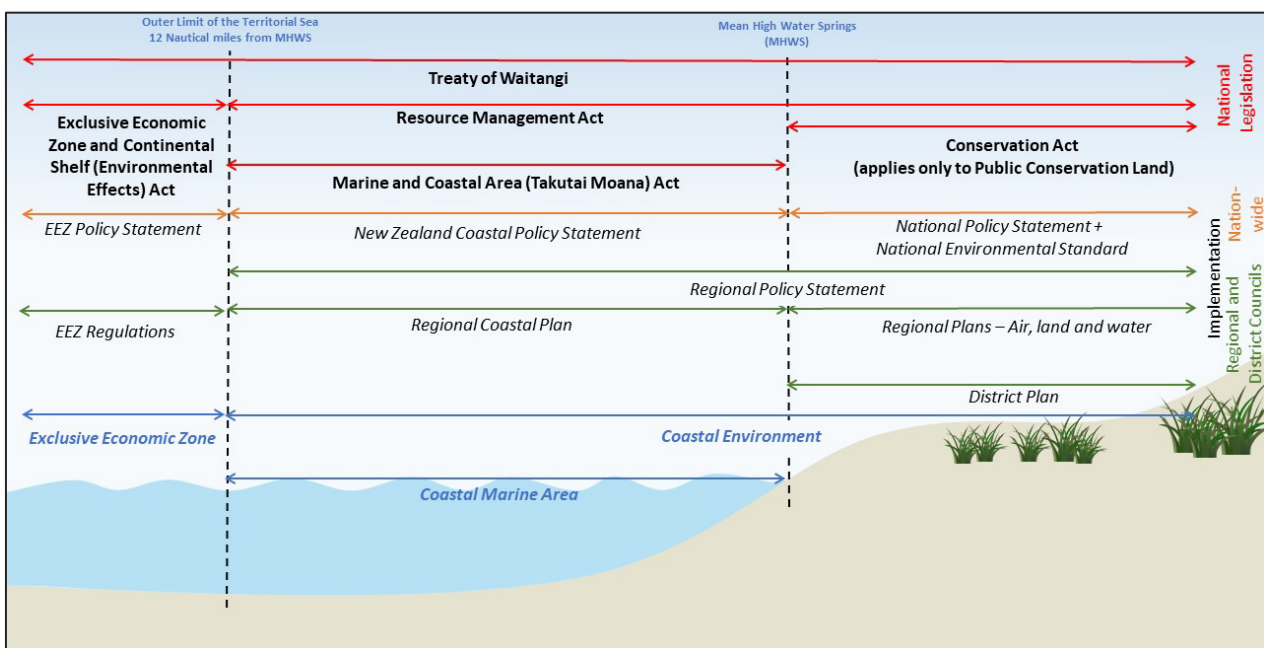 Outer Limit of the Territorial Sea
12 Nautical miles from MHWS
Mean High Water Springs
(MHWS)
Treaty of Waitangi
Exclusive Economic
Zone and Continental
Shelf (Environmental
Effects) Act
Resource Management Act
Conservation Act
(applies only to Public Conservation Land)
Marine and Coastal Area (Takutai Moana) Act
National
Legislation
EEZ Policy Statement
New Zealand Coastal Policy Statement
National Policy Statement +
National Environmental Standard
Nation-
wide
Implementation
Regional Policy Statement
EEZ Regulations
Regional Coastal Plan
Regional Plans – Air, land and water
District Plan
Regional and
District Councils
Exclusive Economic Zone
Coastal Environment
Coastal Marine Area